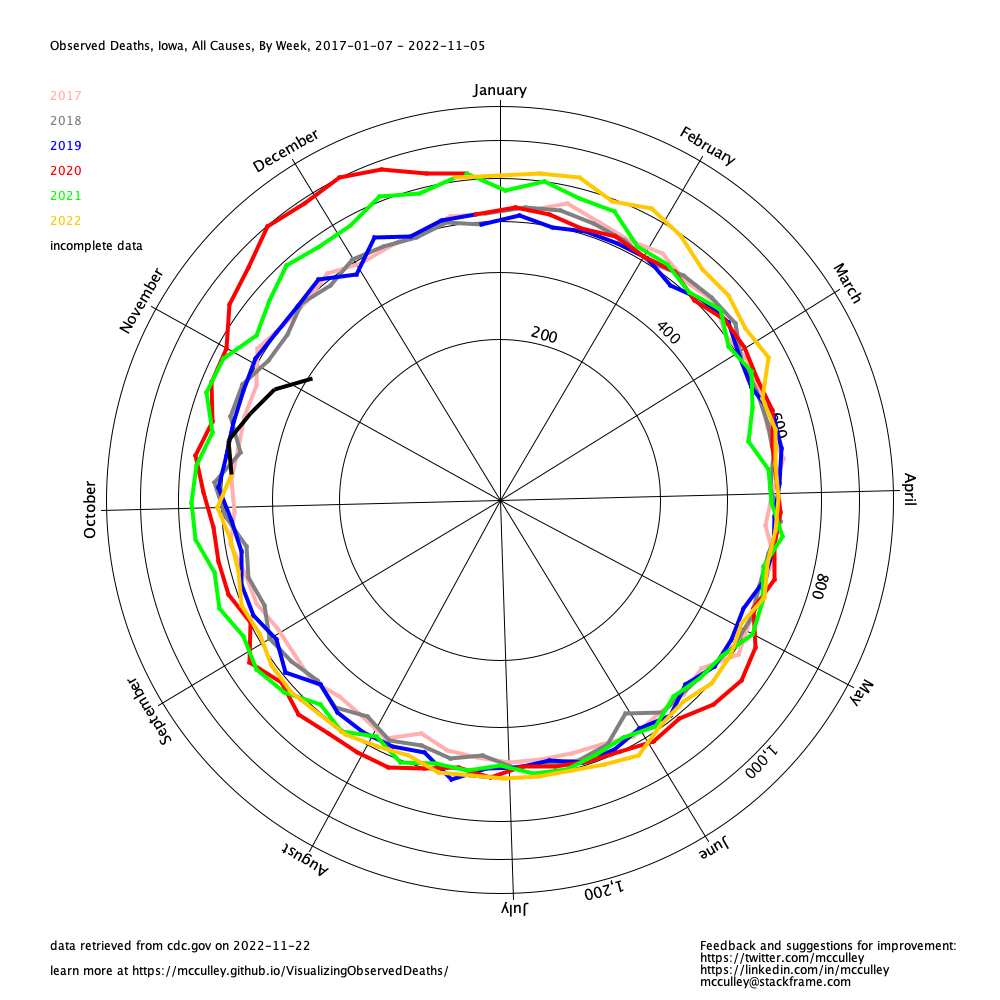 Observed Deaths, Iowa, All Causes, By Week, 2017-01-07 - 2022-11-05
2017
2018
2019
2020
2021
2022
incomplete data
January
February
March
April
May
June
July
August
September
October
November
December
200
400
600
800
1,000
1,200
data retrieved from cdc.gov on 2022-11-22
learn more at https://mcculley.github.io/VisualizingObservedDeaths/
Feedback and suggestions for improvement:
https://twitter.com/mcculley
https://linkedin.com/in/mcculley
mcculley@stackframe.com